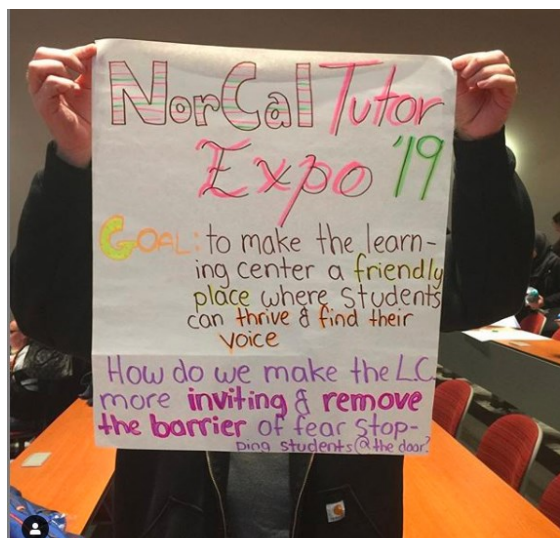 NorCal Tutor
Expo '19
GOAL: to make the learn-
ing center a friendly
place where students
can thrive & find their
voice
How do we make the L.C.
more inviting & remove
the barrier of fear stop-
ping students @ the door?